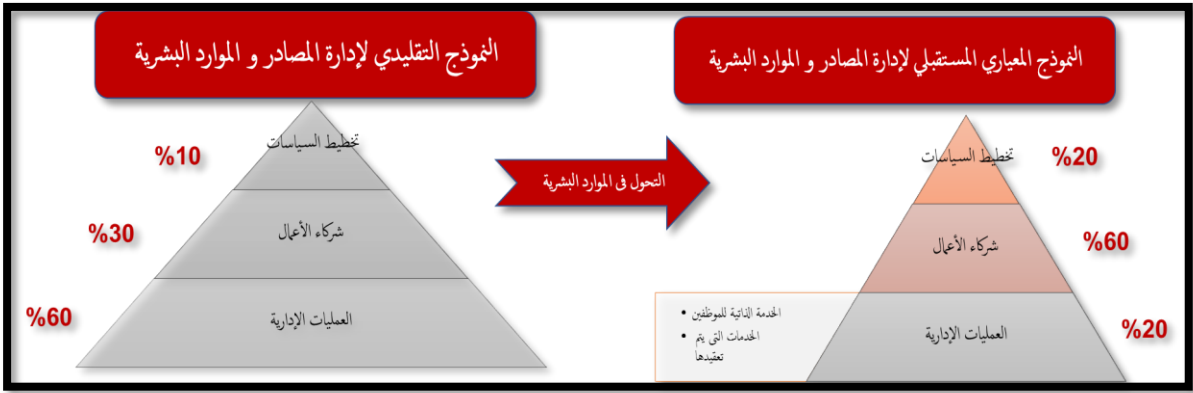 النموذج التقليدي لإدارة المصادر و الموارد البشرية
تخطيط السياسات
%10
شركاء الأعمال
%30
العمليات الإدارية
%60
التحول فى الموارد البشرية
النموذج المعياري المستقبلي لإدارة المصادر و الموارد البشرية
تخطيط السياسات
%20
شركاء الأعمال
%60
العمليات الإدارية
%20
• الخدمة الذاتية للموظفين
• الخدمات التى يتم
تعقيدها